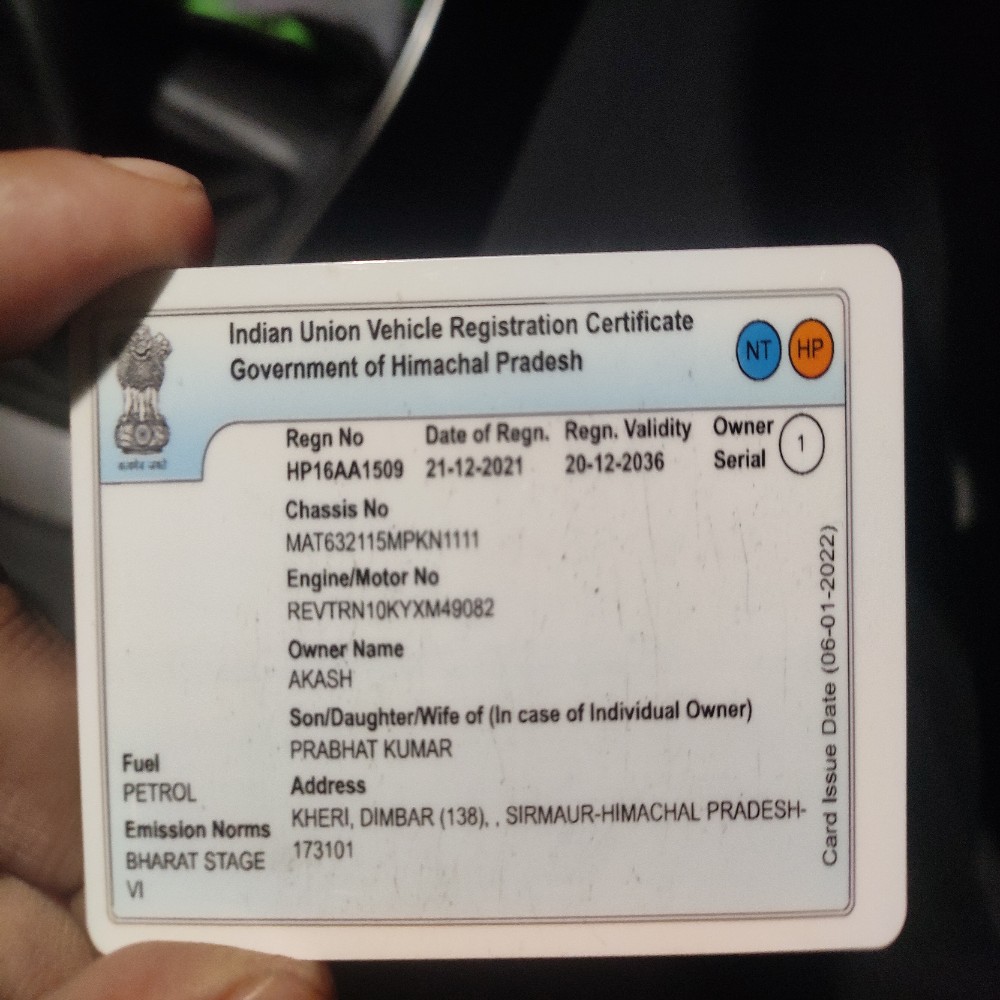 Indian Union Vehicle Registration Certificate
Government of Himachal Pradesh
NT HP
Regn No Date of Regn. Regn. Validity Owner Serial 1
HP16AA1509 21-12-2021 20-12-2036
Chassis No
MAT632115MPKN1111
Engine/Motor No
REVTRN10KYXM49082
Owner Name
AKASH
Son/Daughter/Wife of (In case of Individual Owner)
PRABHAT KUMAR
Address
KHERI, DIMBAR (138), , SIRMAUR-HIMACHAL PRADESH-
173101
Fuel
PETROL
Emission Norms
BHARAT STAGE
VI
Card Issue Date (06-01-2022)